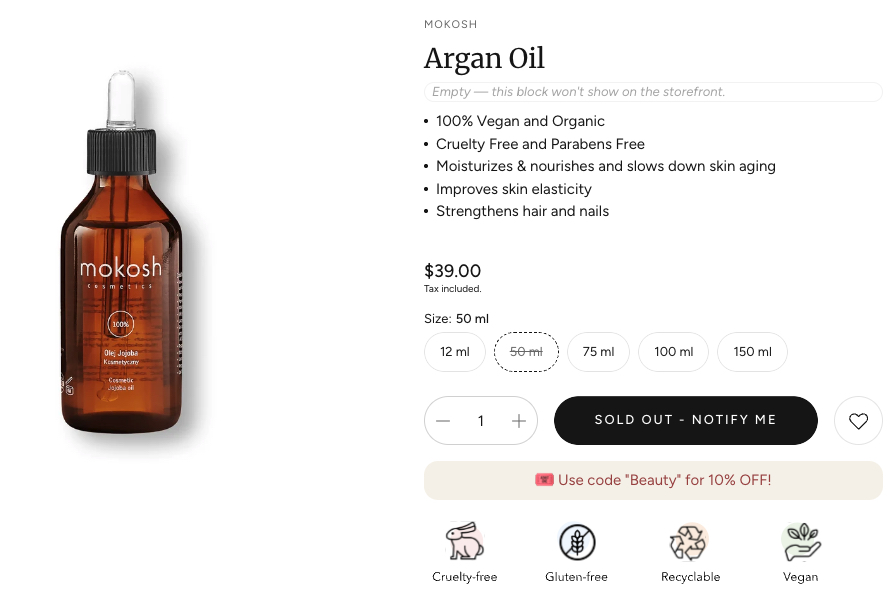 MOKOSH
Argan Oil
Empty — this block won't show on the storefront.
• 100% Vegan and Organic
• Cruelty Free and Parabens Free
• Moisturizes & nourishes and slows down skin aging
• Improves skin elasticity
• Strengthens hair and nails
$39.00
Tax included.
Size: 50 ml
12 ml
50 ml
75 ml
100 ml
150 ml
1
SOLD OUT - NOTIFY ME
Use code "Beauty" for 10% OFF!
Cruelty-free
Gluten-free
Recyclable
Vegan
mokosh
cosmetics
100%
Olej Jojoba
Kosmetyczny
Cosmetic
Jojoba oil